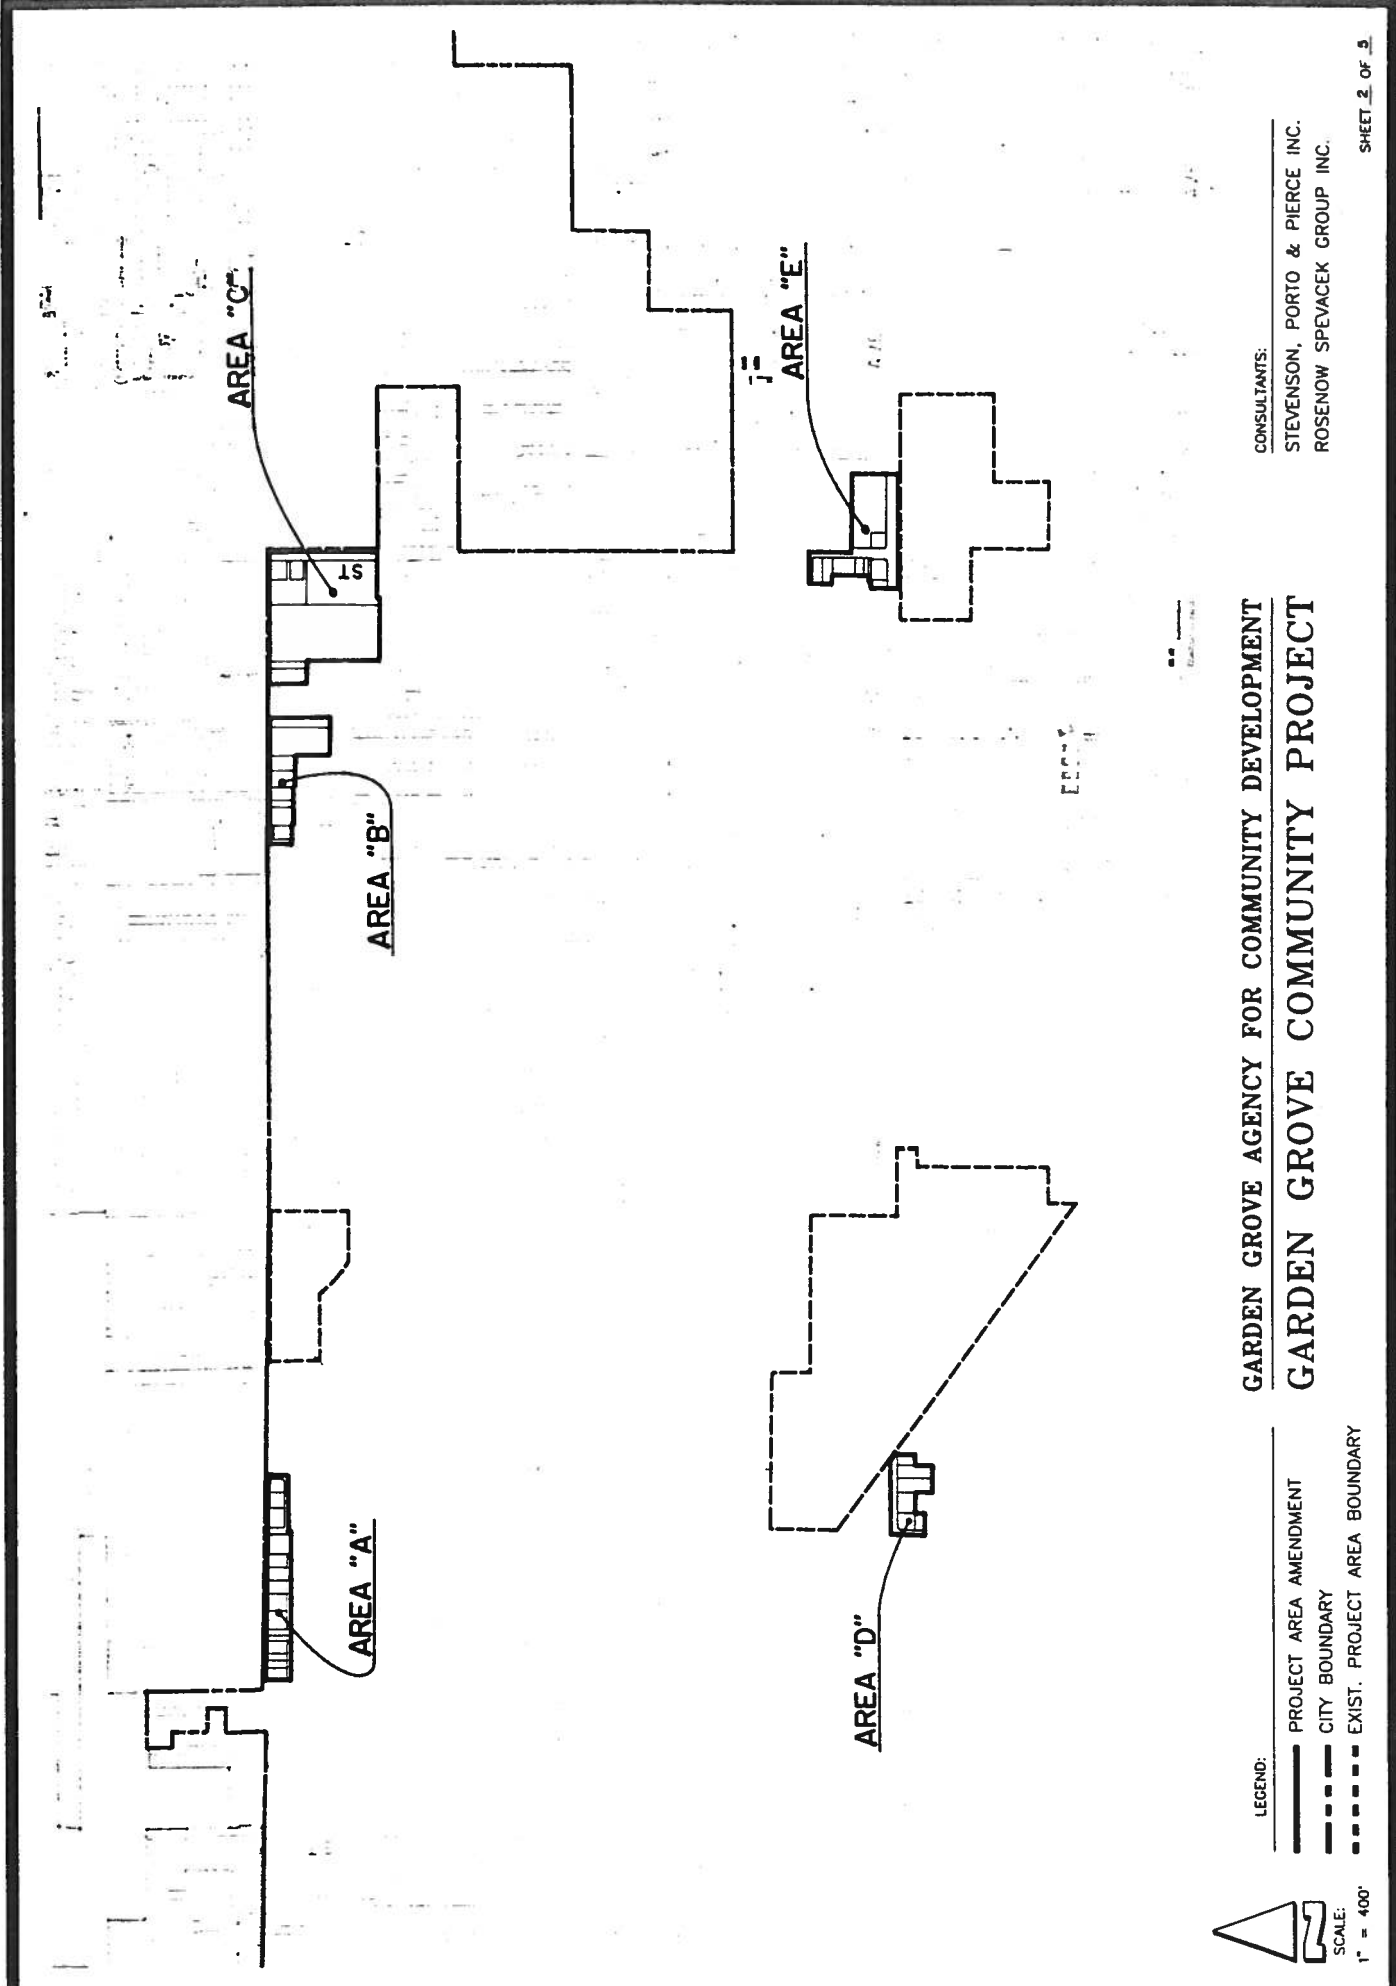 AREA "A"
AREA "B"
AREA "C"
ST
AREA "D"
AREA "E"
LEGEND:
PROJECT AREA AMENDMENT
CITY BOUNDARY
EXIST. PROJECT AREA BOUNDARY
N
SCALE:
1" = 400'
GARDEN GROVE AGENCY FOR COMMUNITY DEVELOPMENT
GARDEN GROVE COMMUNITY PROJECT
CONSULTANTS:
STEVENSON, PORTO & PIERCE INC.
ROSENOW SPEVACEK GROUP INC.
SHEET 2 OF 5